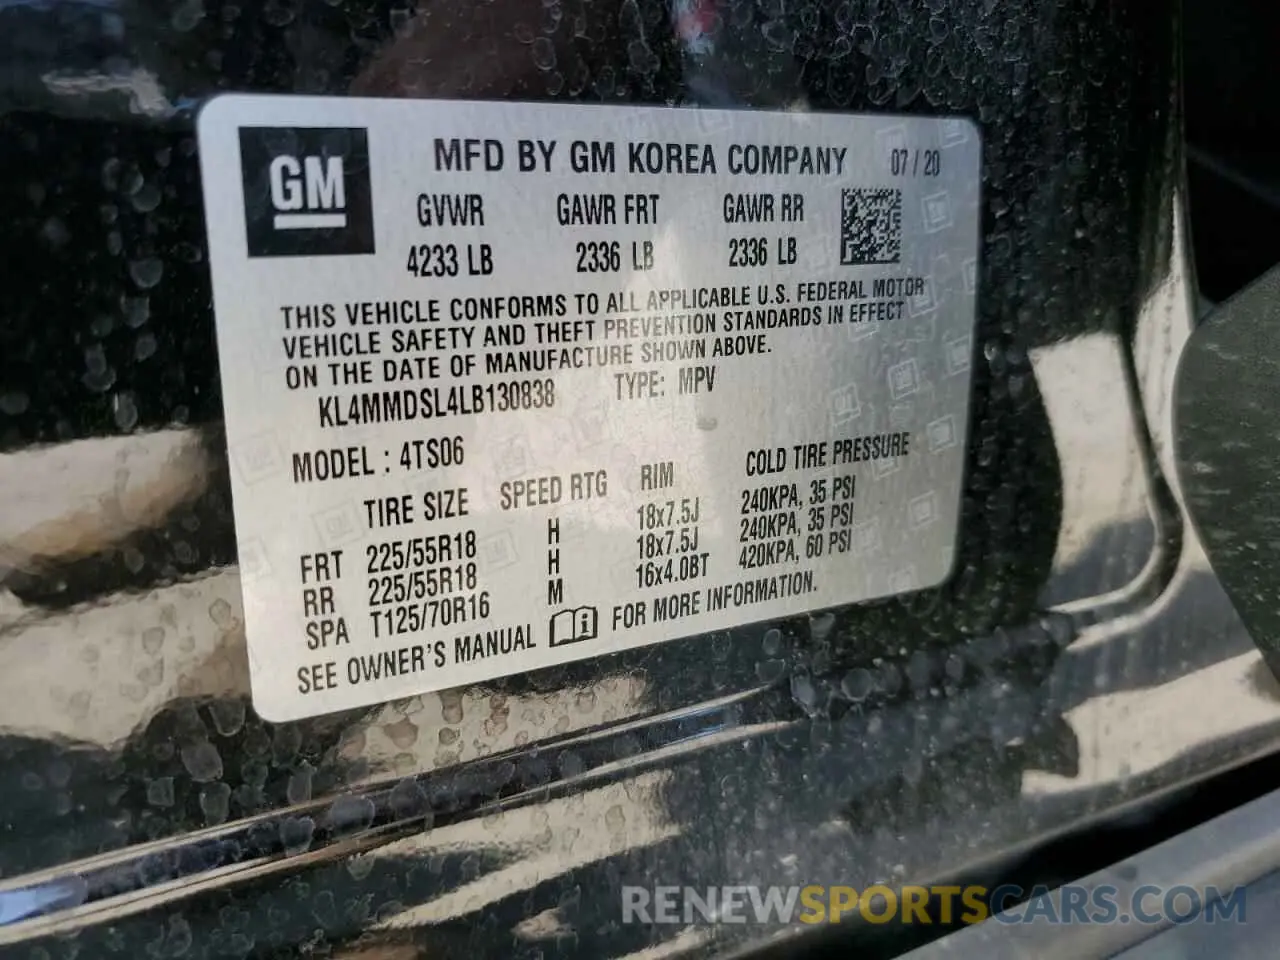 GM
MFD BY GM KOREA COMPANY 07 / 20
GVWR GAWR FRT GAWR RR
4233 LB 2336 LB 2336 LB
THIS VEHICLE CONFORMS TO ALL APPLICABLE U.S. FEDERAL MOTOR
VEHICLE SAFETY AND THEFT PREVENTION STANDARDS IN EFFECT
ON THE DATE OF MANUFACTURE SHOWN ABOVE.
KL4MMDSL4LB130838 TYPE: MPV
MODEL : 4TS06
TIRE SIZE SPEED RTG RIM COLD TIRE PRESSURE
FRT 225/55R18 H 18x7.5J 240KPA, 35 PSI
RR 225/55R18 H 18x7.5J 240KPA, 35 PSI
SPA T125/70R16 M 16x4.0BT 420KPA, 60 PSI
SEE OWNER'S MANUAL i FOR MORE INFORMATION.
RENEWSPORTSCARS.COM